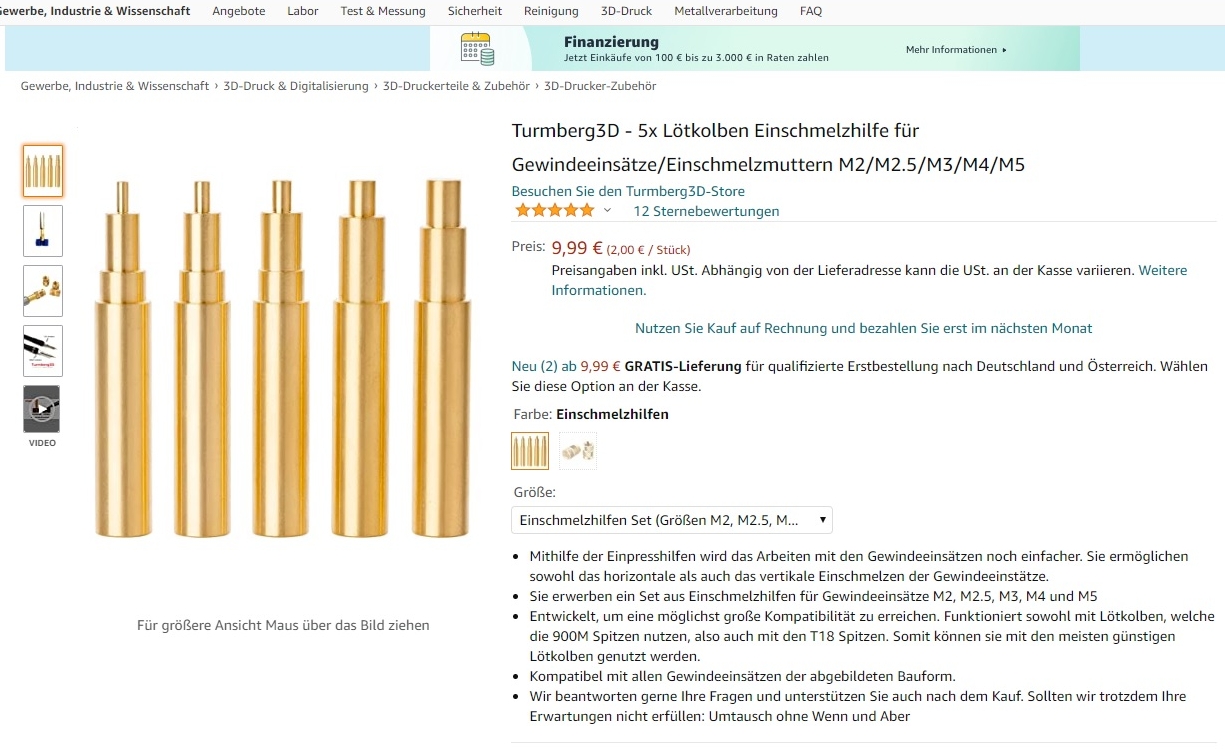 Gewerbe, Industrie & Wissenschaft Angebote Labor Test & Messung Sicherheit Reinigung 3D-Druck Metallverarbeitung FAQ
Finanzierung
Jetzt Einkäufe von 100 € bis zu 3.000 € in Raten zahlen
Mehr Informationen ▸
Gewerbe, Industrie & Wissenschaft › 3D-Druck & Digitalisierung › 3D-Druckerteile & Zubehör › 3D-Drucker-Zubehör
Turmberg3D - 5x Lötkolben Einschmelzhilfe für
Gewindeeinsätze/Einschmelzmuttern M2/M2.5/M3/M4/M5
Besuchen Sie den Turmberg3D-Store
12 Sternebewertungen
Preis: 9,99 € (2,00 € / Stück)
Preisangaben inkl. USt. Abhängig von der Lieferadresse kann die USt. an der Kasse variieren. Weitere
Informationen.
Nutzen Sie Kauf auf Rechnung und bezahlen Sie erst im nächsten Monat
Neu (2) ab 9,99 € GRATIS-Lieferung für qualifizierte Erstbestellung nach Deutschland und Österreich. Wählen
Sie diese Option an der Kasse.
Farbe: Einschmelzhilfen
Größe:
Einschmelzhilfen Set (Größen M2, M2.5, M...
• Mithilfe der Einpresshilfen wird das Arbeiten mit den Gewindeeinsätzen noch einfacher. Sie ermöglichen
sowohl das horizontale als auch das vertikale Einschmelzen der Gewindeeinstätze.
• Sie erwerben ein Set aus Einschmelzhilfen für Gewindeeinsätze M2, M2.5, M3, M4 und M5
• Entwickelt, um eine möglichst große Kompatibilität zu erreichen. Funktioniert sowohl mit Lötkolben, welche
die 900M Spitzen nutzen, also auch mit den T18 Spitzen. Somit können sie mit den meisten günstigen
Lötkolben genutzt werden.
• Kompatibel mit allen Gewindeeinsätzen der abgebildeten Bauform.
• Wir beantworten gerne Ihre Fragen und unterstützen Sie auch nach dem Kauf. Sollten wir trotzdem Ihre
Erwartungen nicht erfüllen: Umtausch ohne Wenn und Aber
VIDEO
Für größere Ansicht Maus über das Bild ziehen